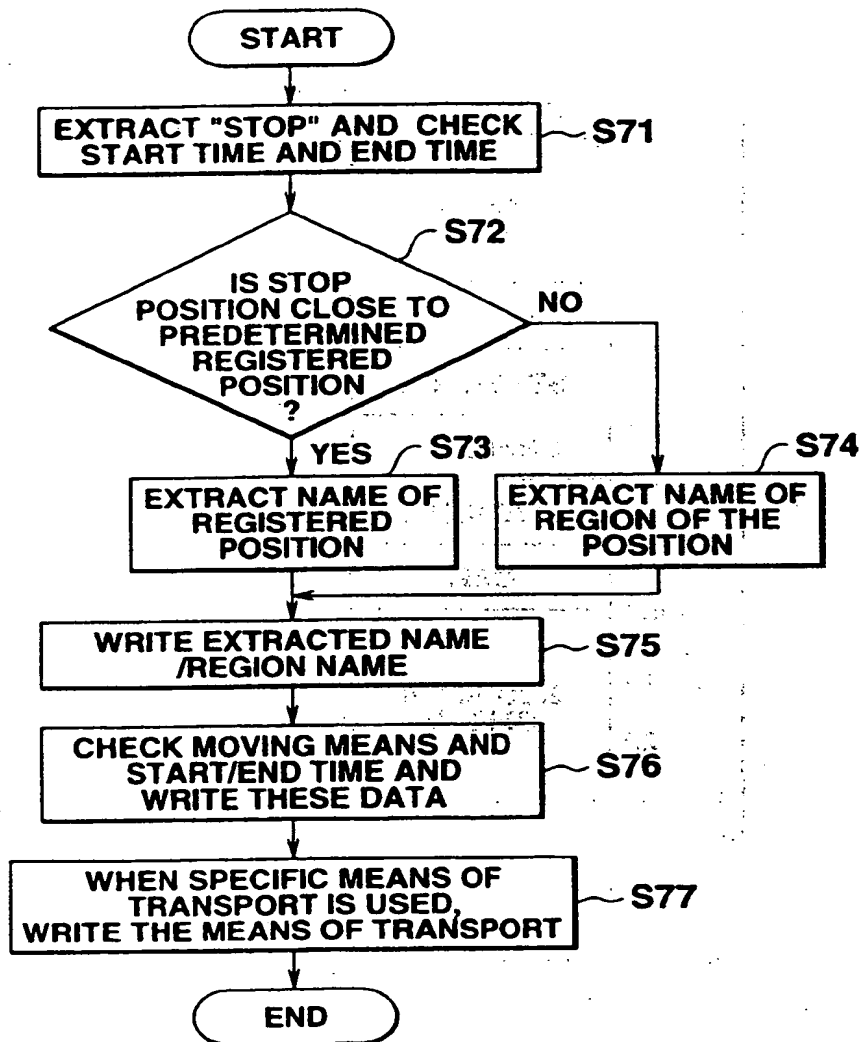 START
EXTRACT "STOP" AND CHECK
START TIME AND END TIME
S71
S72
IS STOP
POSITION CLOSE TO
PREDETERMINED
REGISTERED
POSITION
?
NO
YES
S73
EXTRACT NAME OF
REGISTERED
POSITION
S74
EXTRACT NAME OF
REGION OF THE
POSITION
WRITE EXTRACTED NAME
/REGION NAME
S75
CHECK MOVING MEANS AND
START/END TIME AND
WRITE THESE DATA
S76
WHEN SPECIFIC MEANS OF
TRANSPORT IS USED,
WRITE THE MEANS OF TRANSPORT
S77
END